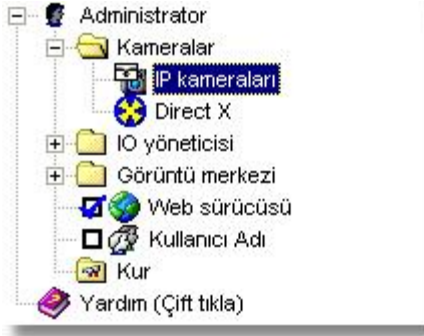 Administrator
Kameralar
IP kameraları
Direct X
IO yöneticisi
Görüntü merkezi
Web sürücüsü
Kullanıcı Adı
Kur
Yardım (Çift tıkla)